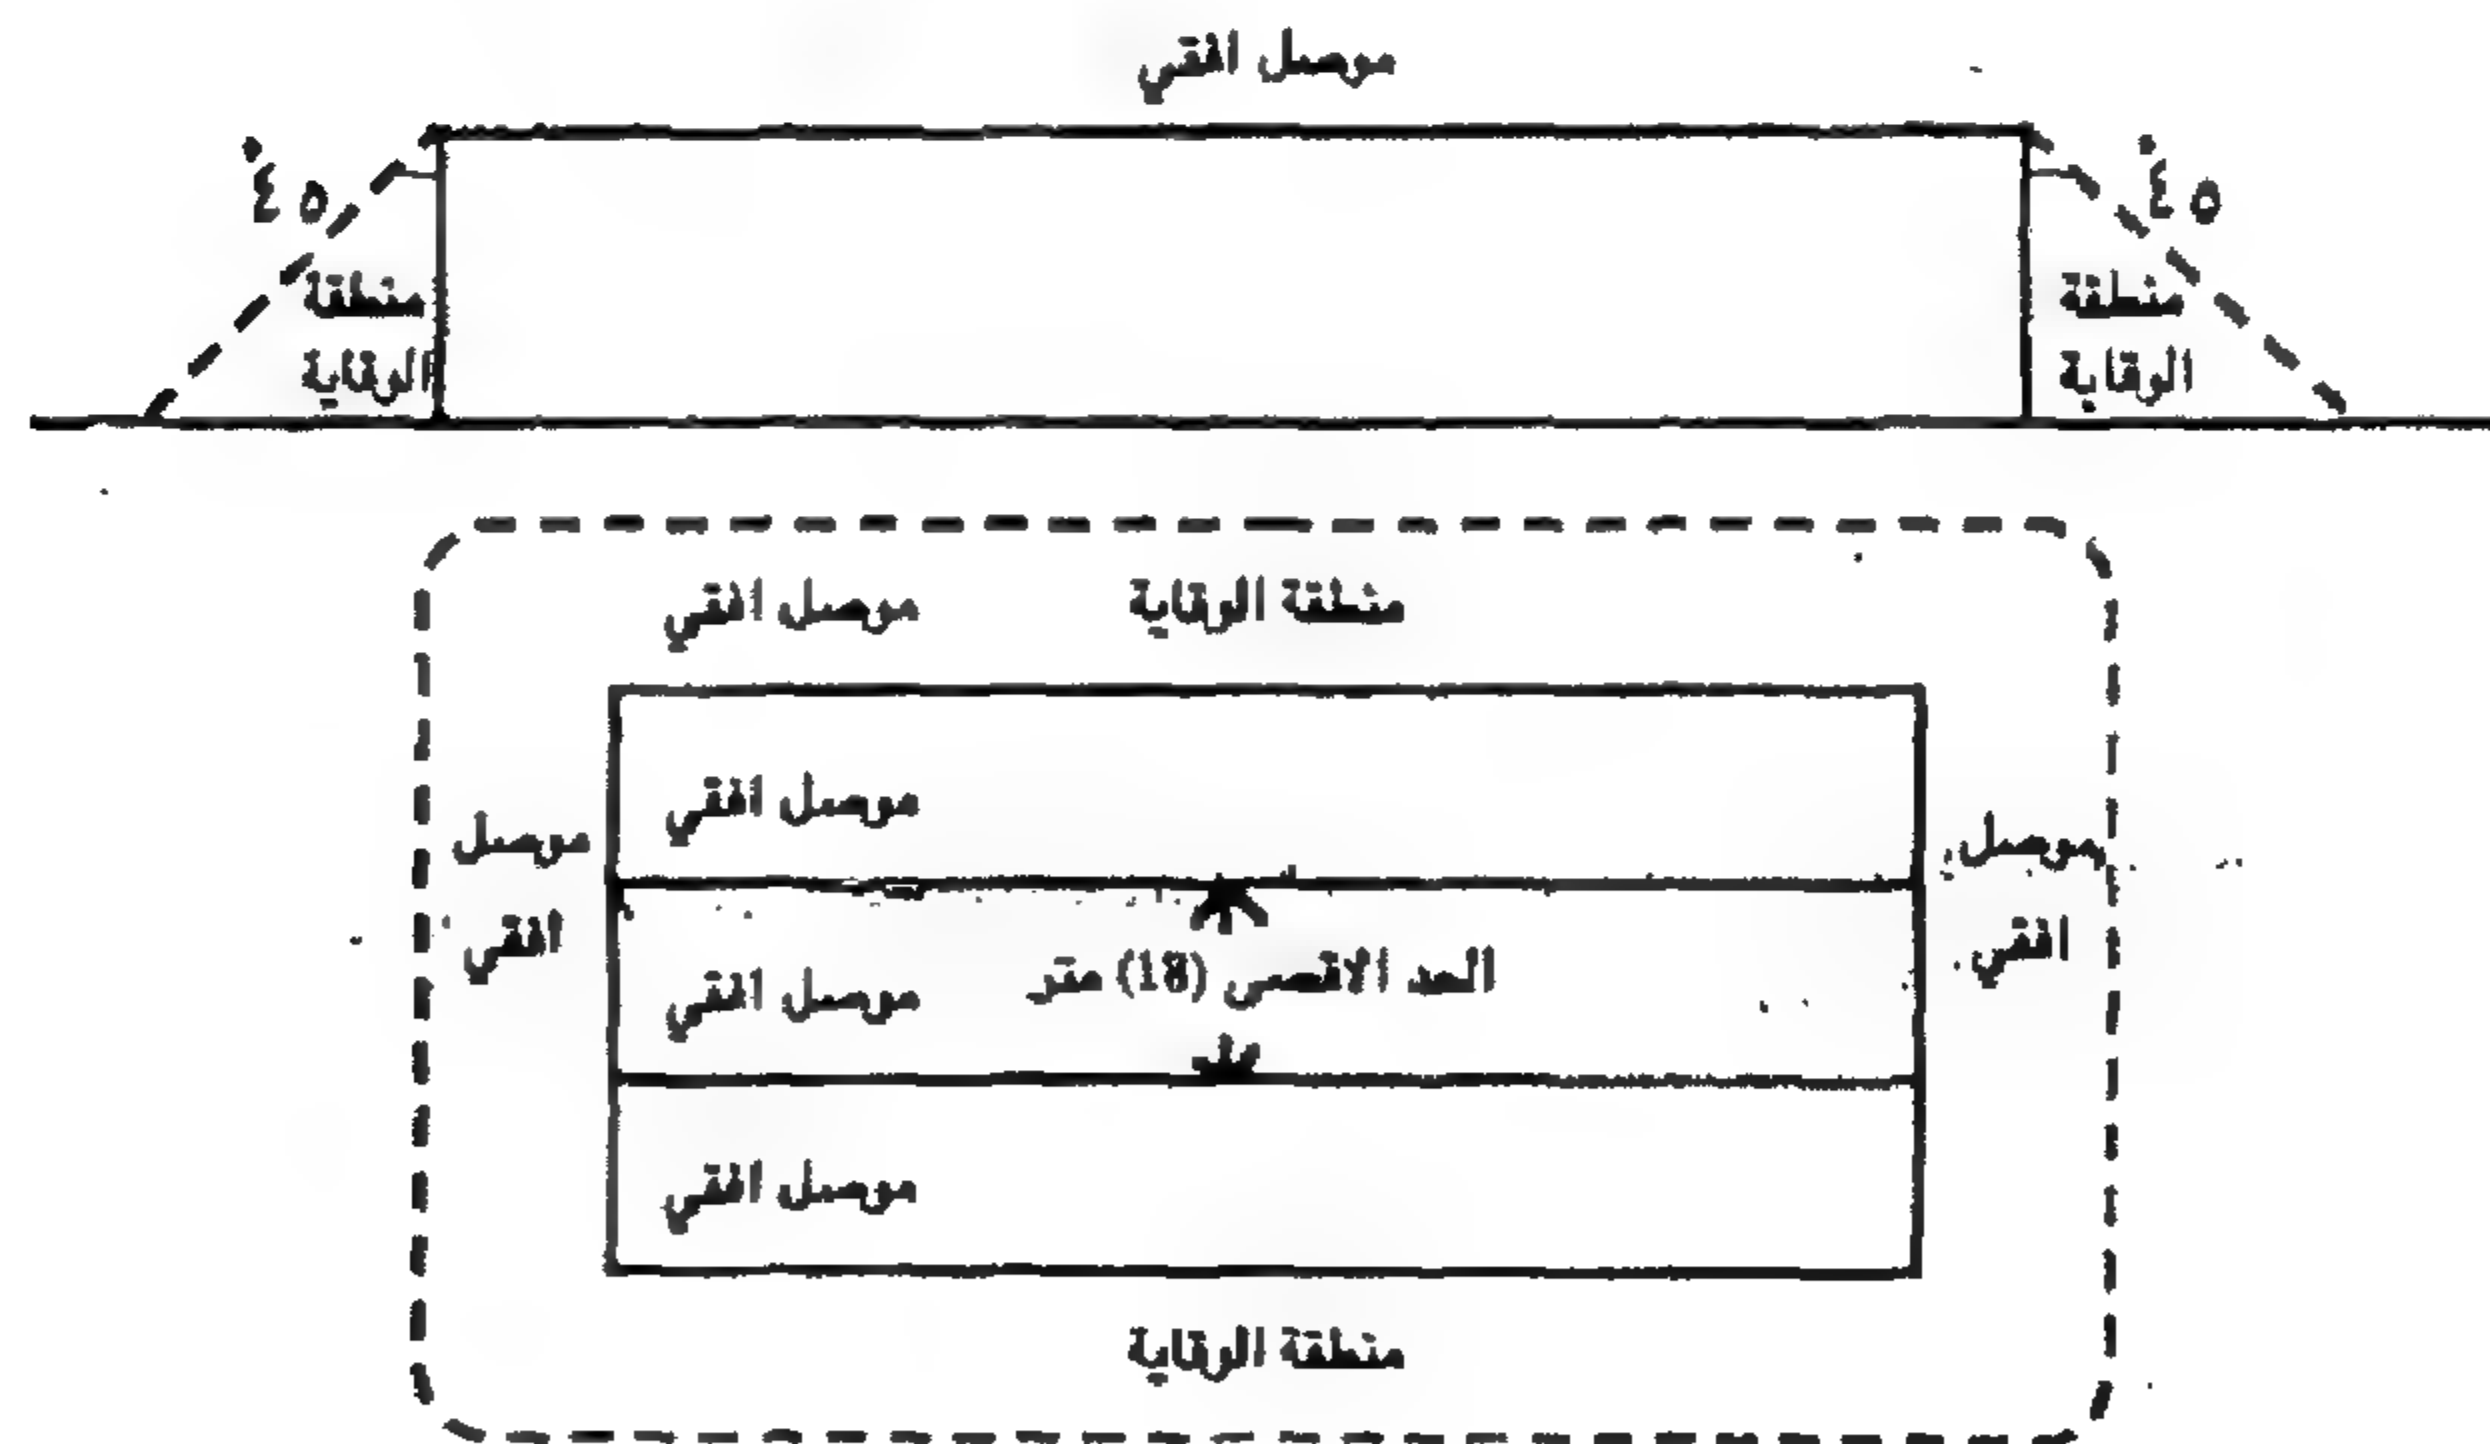 موصل افقي
٤٥°
٤٥°
منطقة
الوقاية
منطقة
الوقاية
منطقة الوقاية
موصل افقي
موصل افقي
موصل
افقي
موصل
افقي
الحد الاقصى (18) متر
موصل افقي
موصل افقي
منطقة الوقاية